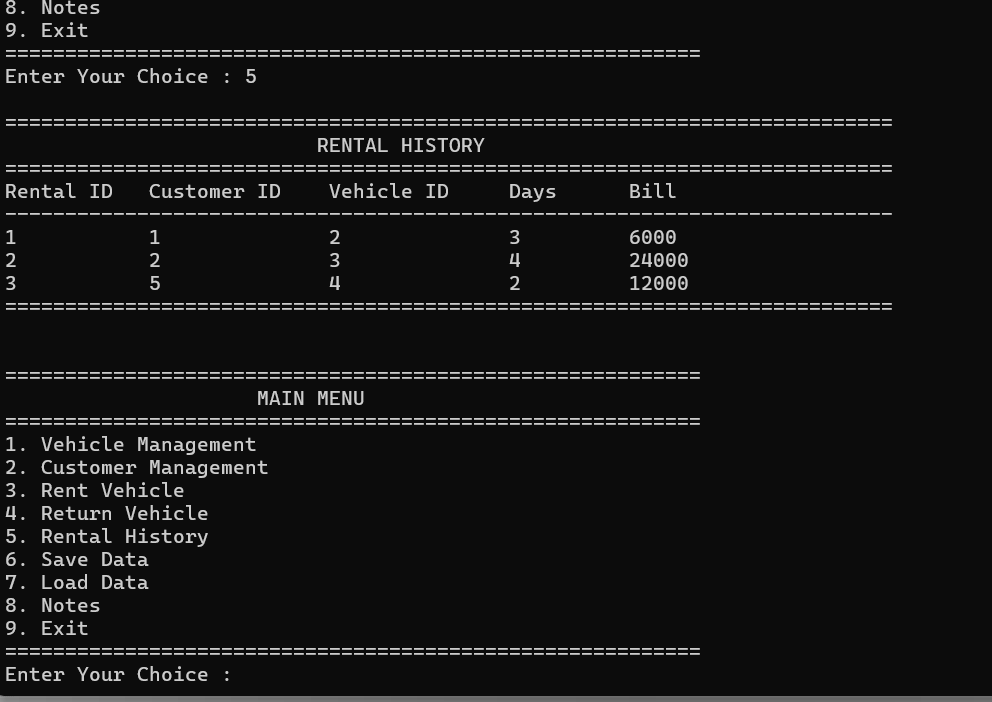 8. Notes
9. Exit
==========================================================
Enter Your Choice : 5
==========================================================================
RENTAL HISTORY
==========================================================================
Rental ID   Customer ID    Vehicle ID     Days      Bill
--------------------------------------------------------------------------
1           1              2              3         6000
2           2              3              4         24000
3           5              4              2         12000
==========================================================================
==========================================================
MAIN MENU
==========================================================
1. Vehicle Management
2. Customer Management
3. Rent Vehicle
4. Return Vehicle
5. Rental History
6. Save Data
7. Load Data
8. Notes
9. Exit
==========================================================
Enter Your Choice :